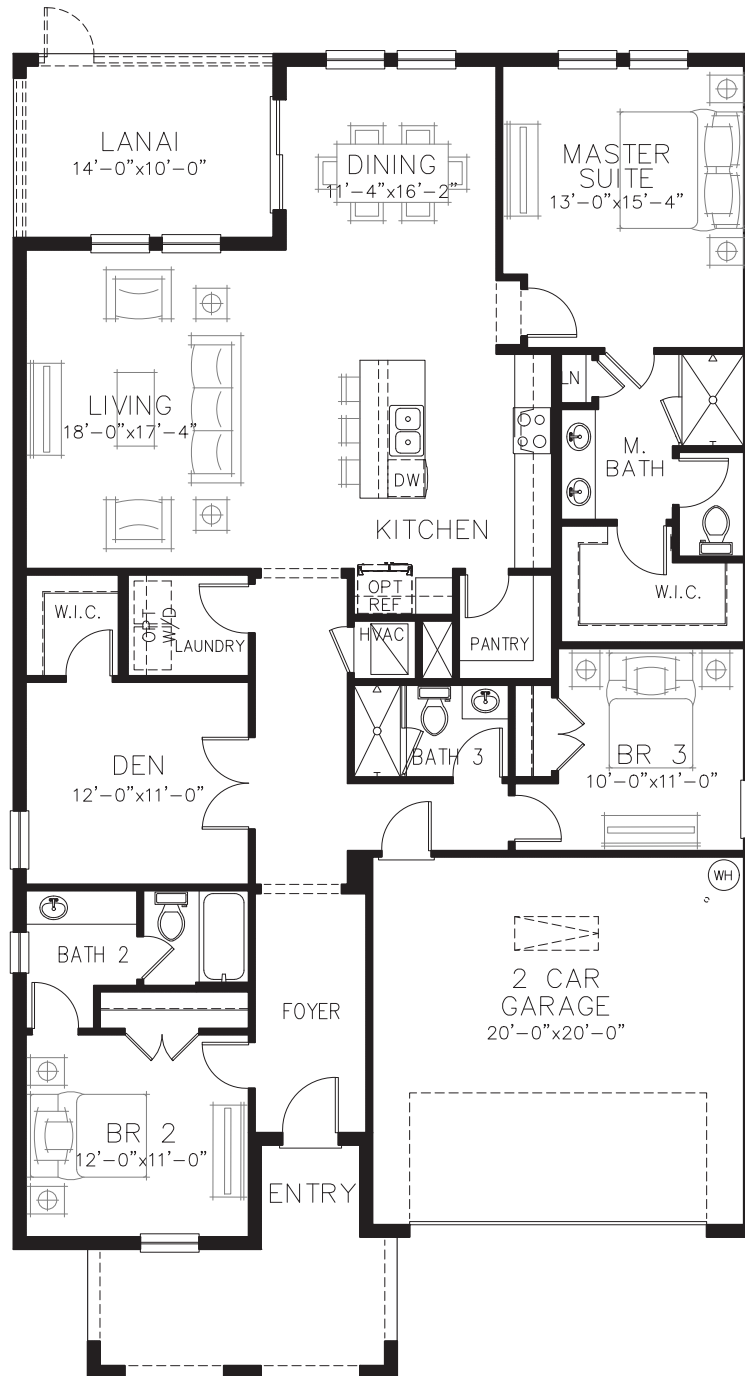 LANAI
14'-0"x10'-0"
DINING
11'-4"x16'-2"
MASTER
SUITE
13'-0"x15'-4"
LIVING
18'-0"x17'-4"
LN
M.
BATH
DW
KITCHEN
W.I.C.
OPT
REF
W.I.C.
OPT
W/D
LAUNDRY
HVAC
PANTRY
BATH 3
BR 3
10'-0"x11'-0"
DEN
12'-0"x11'-0"
WH
BATH 2
FOYER
2 CAR
GARAGE
20'-0"x20'-0"
BR 2
12'-0"x11'-0"
ENTRY